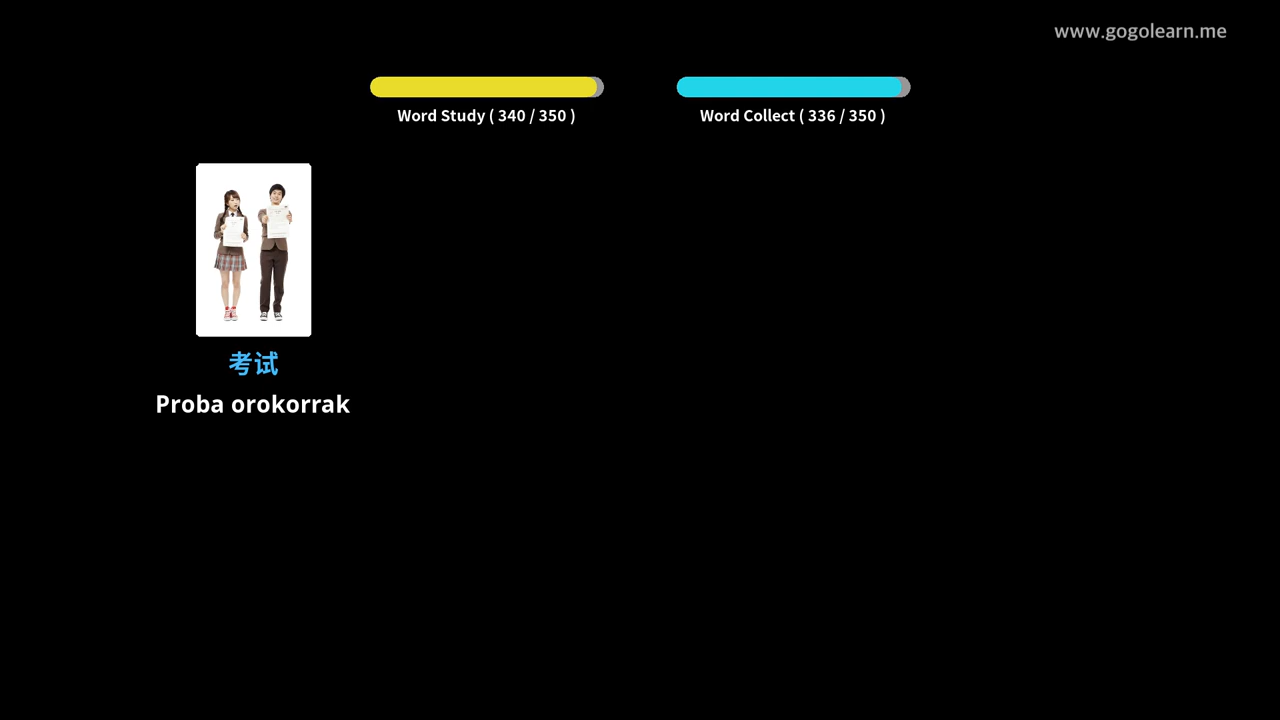 www.gogolearn.me
Word Study ( 340 / 350 )
Word Collect ( 336 / 350 )
考试
Proba orokorrak